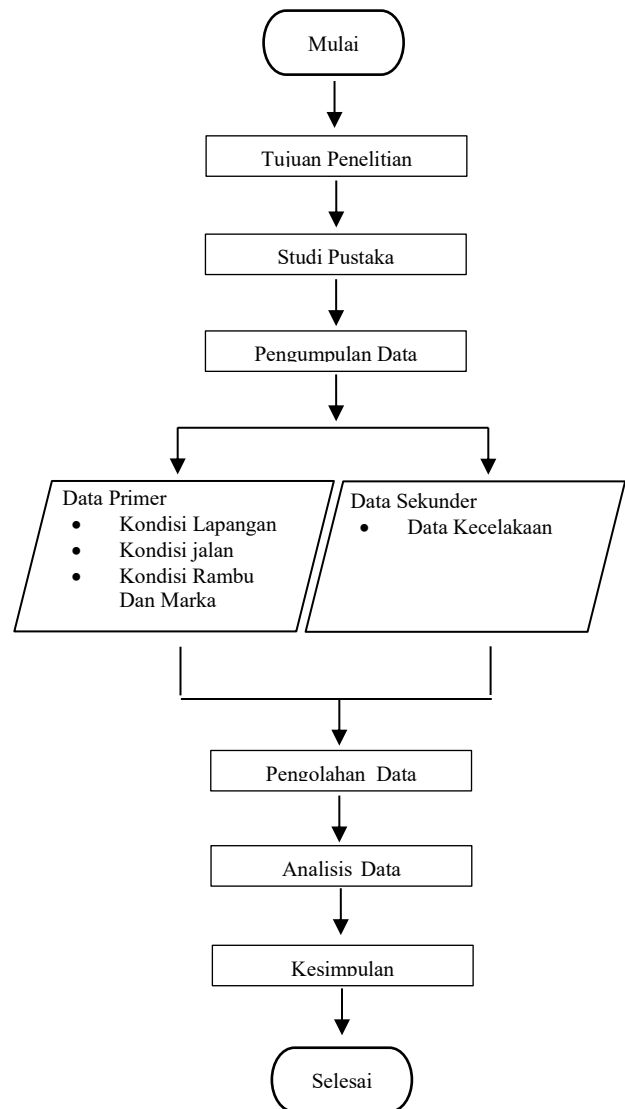 Mulai
Tujuan Penelitian
Studi Pustaka
Pengumpulan Data
Data Primer
• Kondisi Lapangan
• Kondisi jalan
• Kondisi Rambu
Dan Marka
Data Sekunder
• Data Kecelakaan
Pengolahan Data
Analisis Data
Kesimpulan
Selesai